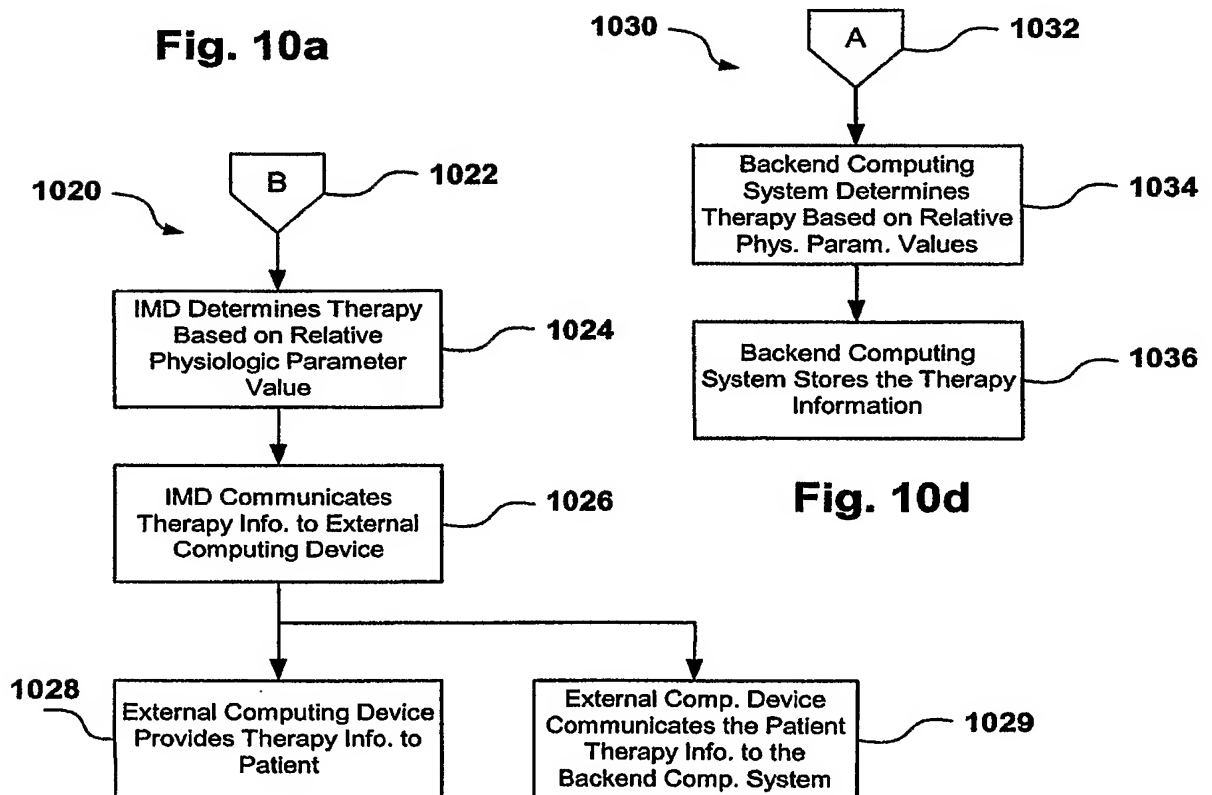 Fig. 10a
1020
B
1022
IMD Determines Therapy
Based on Relative
Physiologic Parameter
Value
1024
IMD Communicates
Therapy Info. to External
Computing Device
1026
1028
External Computing Device
Provides Therapy Info. to
Patient
External Comp. Device
Communicates the Patient
Therapy Info. to the
Backend Comp. System
1029
1030
A
1032
Backend Computing
System Determines
Therapy Based on Relative
Phys. Param. Values
1034
Backend Computing
System Stores the Therapy
Information
1036
Fig. 10d